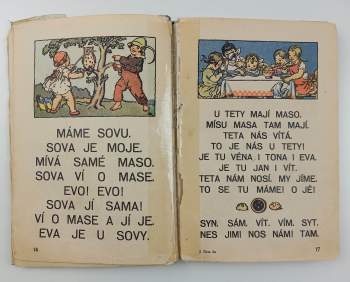 MÁME SOVU.
SOVA JE MOJE.
MÍVÁ SAMÉ MASO.
SOVA VÍ O MASE.
EVO! EVO!
SOVA JÍ SAMA!
VÍ O MASE A JÍ JE.
EVA JE U SOVY.
16
U TETY MAJÍ MASO.
MÍSU MASA TAM MAJÍ.
TETA NÁS VÍTÁ.
TO JE NÁS U TETY!
JE TU VÉNA I TONA I EVA.
JE TU JAN I VÍT.
TETA NÁM NOSÍ. MY JÍME.
TO SE TU MÁME! O JÉ!
SYN. SÁM. VÍT. VÍM. SYT.
NES JIMI NOS NÁMI TAM.
17